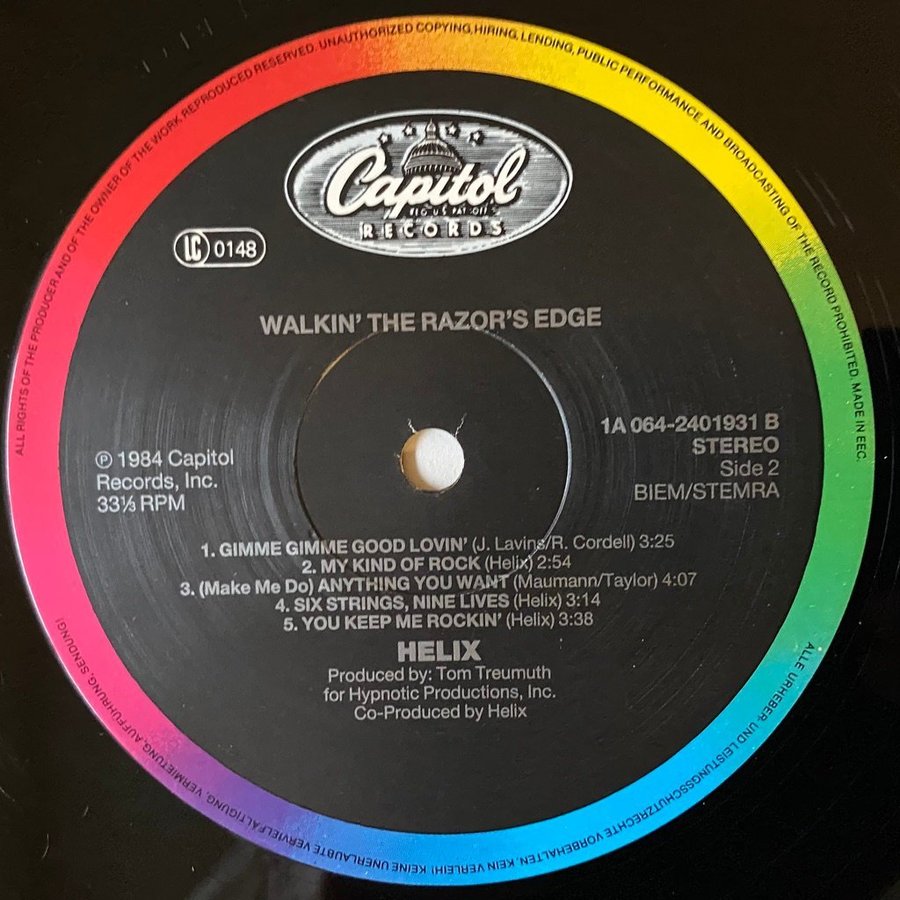 ALL RIGHTS OF THE PRODUCER AND OF THE OWNER OF THE WORK REPRODUCED RESERVED. UNAUTHORIZED COPYING, HIRING, LENDING, PUBLIC PERFORMANCE AND BROADCASTING OF THE RECORD PROHIBITED. MADE IN EEC.
Capitol
REG. U.S. PAT. OFF.
RECORDS
LC 0148
WALKIN' THE RAZOR'S EDGE
1A 064-2401931 B
STEREO
Side 2
BIEM/STEMRA
℗ 1984 Capitol
Records, Inc.
33⅓ RPM
1. GIMME GIMME GOOD LOVIN' (J. Lavins/R. Cordell) 3:25
2. MY KIND OF ROCK (Helix) 2:54
3. (Make Me Do) ANYTHING YOU WANT (Maumann/Taylor) 4:07
4. SIX STRINGS, NINE LIVES (Helix) 3:14
5. YOU KEEP ME ROCKIN' (Helix) 3:38
HELIX
Produced by: Tom Treumuth
for Hypnotic Productions, Inc.
Co-Produced by Helix
ALLE URHEBER- UND LEISTUNGSSCHUTZRECHTE VORBEHALTEN. KEIN VERLEIH! KEINE UNERLAUBTE VERVIELFÄLTIGUNG, VERMIETUNG, AUFFÜHRUNG, SENDUNG!